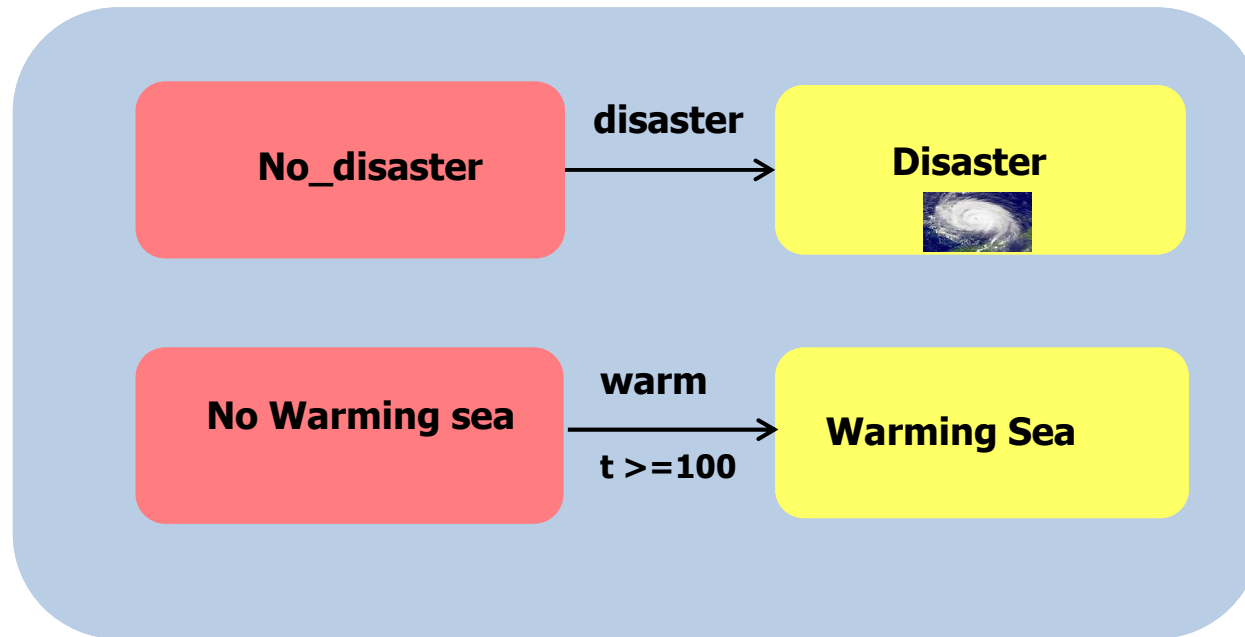 disaster
No_disaster
Disaster
warm
No Warming sea
Warming Sea
t >=100